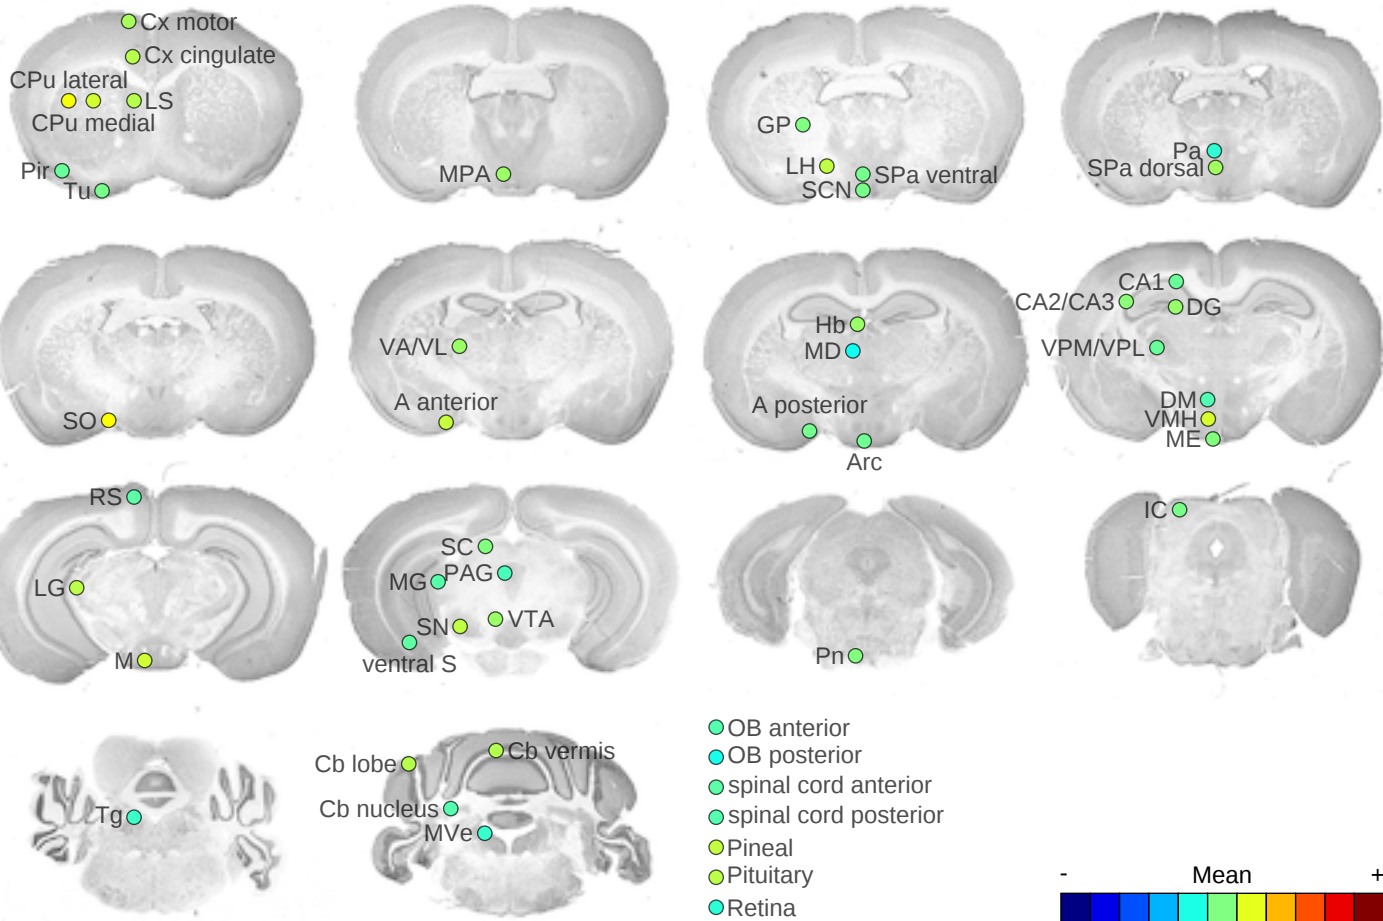 Cx motor
Cx cingulate
CPu lateral
LS
CPu medial
Pir
Tu
MPA
GP
LH
SPa ventral
SCN
Pa
SPa dorsal
SO
VA/VL
A anterior
Hb
MD
A posterior
Arc
CA1
CA2/CA3
DG
VPM/VPL
DM
VMH
ME
RS
LG
M
SC
MG
PAG
SN
VTA
ventral S
Pn
IC
Tg
Cb lobe
Cb vermis
Cb nucleus
MVe
OB anterior
OB posterior
spinal cord anterior
spinal cord posterior
Pineal
Pituitary
Retina
- Mean +